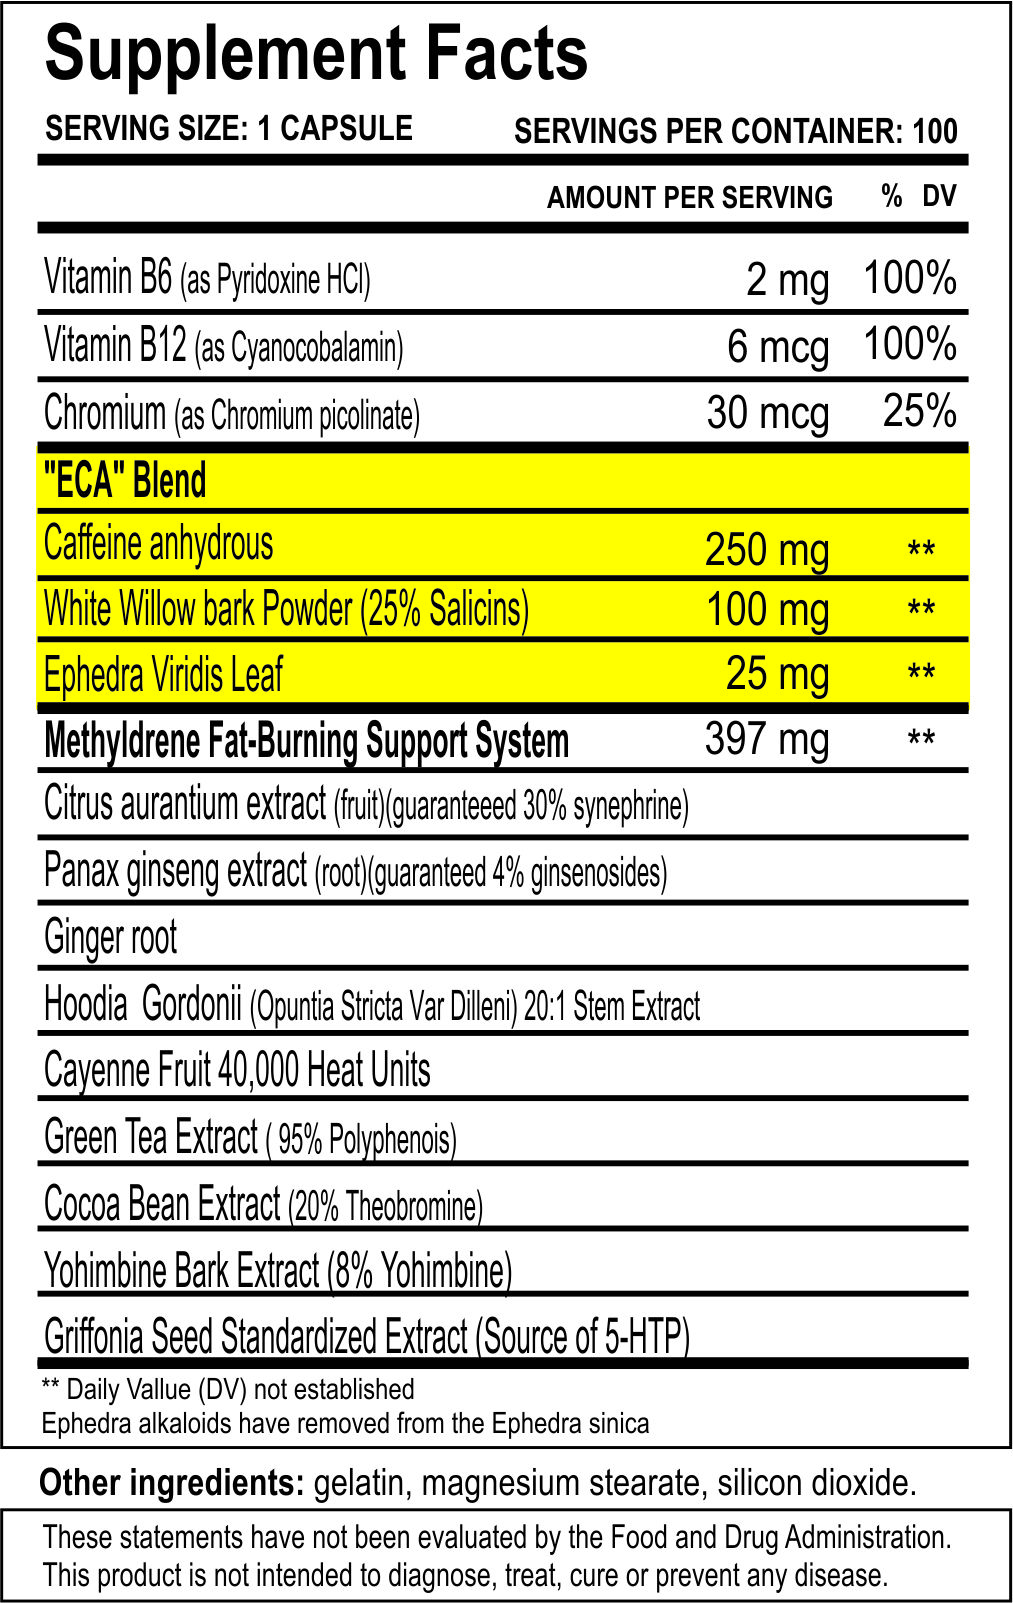 Supplement Facts
SERVING SIZE: 1 CAPSULE SERVINGS PER CONTAINER: 100
AMOUNT PER SERVING % DV
Vitamin B6 (as Pyridoxine HCl) 2 mg 100%
Vitamin B12 (as Cyanocobalamin) 6 mcg 100%
Chromium (as Chromium picolinate) 30 mcg 25%
"ECA" Blend
Caffeine anhydrous 250 mg **
White Willow bark Powder (25% Salicins) 100 mg **
Ephedra Viridis Leaf 25 mg **
Methyldrene Fat-Burning Support System 397 mg **
Citrus aurantium extract (fruit)(guaranteeed 30% synephrine)
Panax ginseng extract (root)(guaranteed 4% ginsenosides)
Ginger root
Hoodia Gordonii (Opuntia Stricta Var Dilleni) 20:1 Stem Extract
Cayenne Fruit 40,000 Heat Units
Green Tea Extract ( 95% Polyphenois)
Cocoa Bean Extract (20% Theobromine)
Yohimbine Bark Extract (8% Yohimbine)
Griffonia Seed Standardized Extract (Source of 5-HTP)
** Daily Vallue (DV) not established
Ephedra alkaloids have removed from the Ephedra sinica
Other ingredients: gelatin, magnesium stearate, silicon dioxide.
These statements have not been evaluated by the Food and Drug Administration.
This product is not intended to diagnose, treat, cure or prevent any disease.